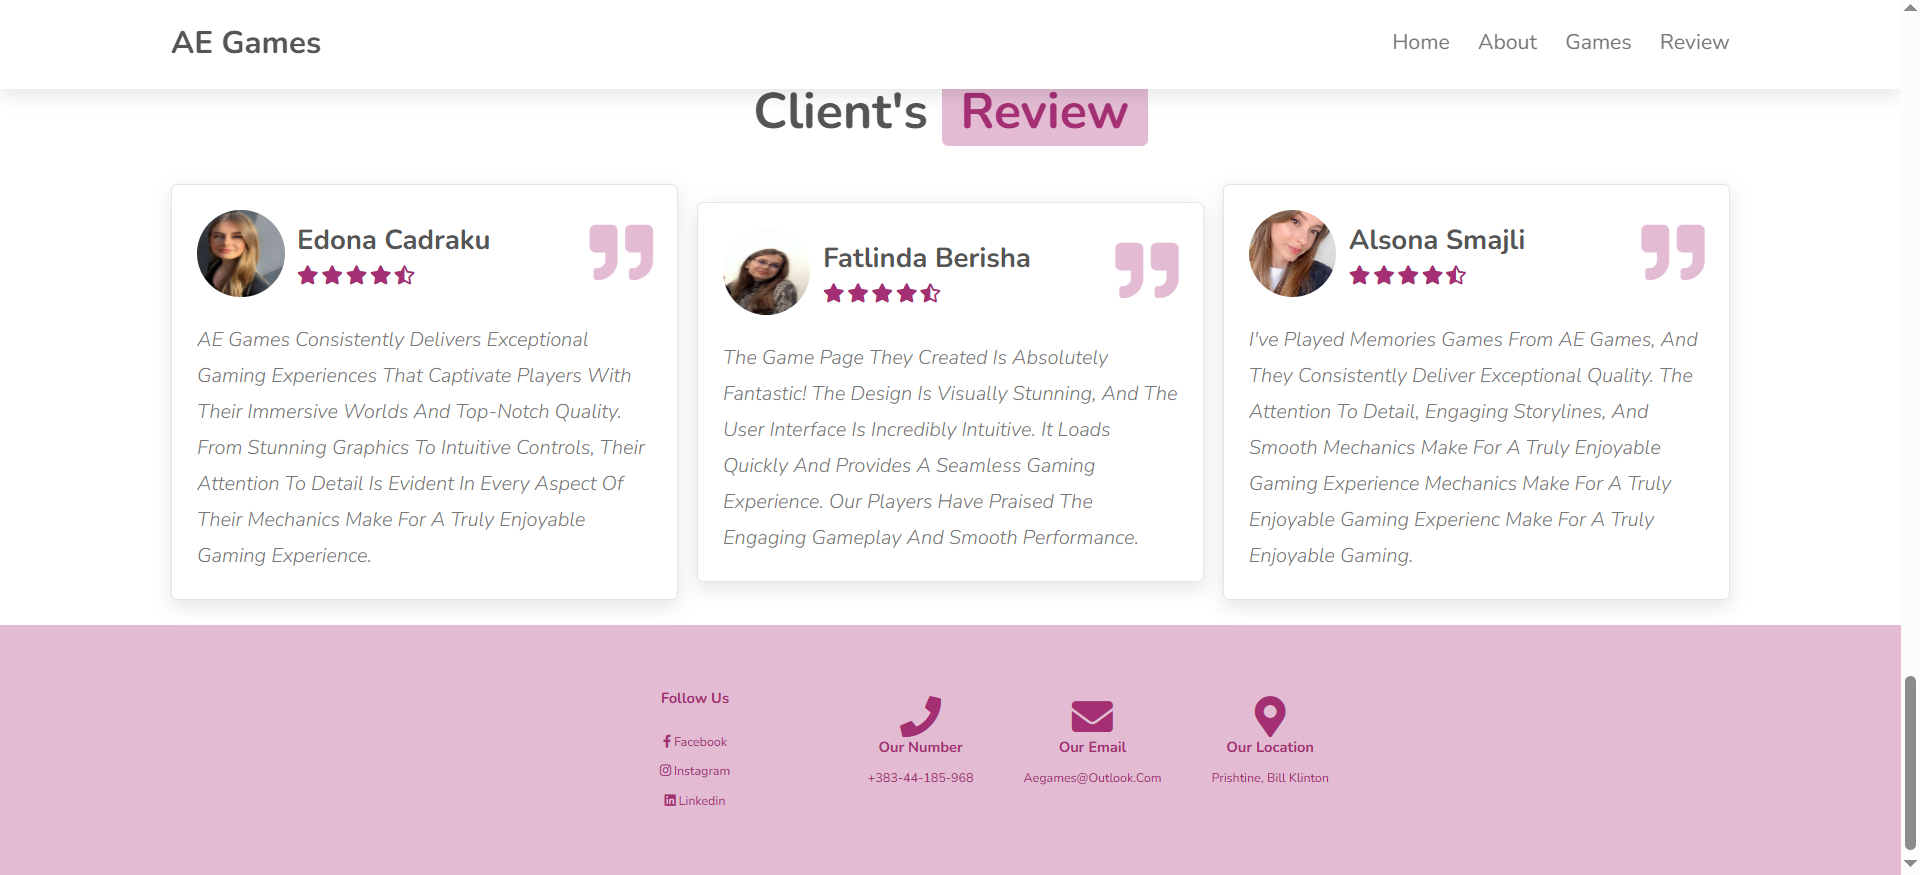 AE Games
Home About Games Review
Client's Review
Edona Cadraku
AE Games Consistently Delivers Exceptional
Gaming Experiences That Captivate Players With
Their Immersive Worlds And Top-Notch Quality.
From Stunning Graphics To Intuitive Controls, Their
Attention To Detail Is Evident In Every Aspect Of
Their Mechanics Make For A Truly Enjoyable
Gaming Experience.
Fatlinda Berisha
The Game Page They Created Is Absolutely
Fantastic! The Design Is Visually Stunning, And The
User Interface Is Incredibly Intuitive. It Loads
Quickly And Provides A Seamless Gaming
Experience. Our Players Have Praised The
Engaging Gameplay And Smooth Performance.
Alsona Smajli
I've Played Memories Games From AE Games, And
They Consistently Deliver Exceptional Quality. The
Attention To Detail, Engaging Storylines, And
Smooth Mechanics Make For A Truly Enjoyable
Gaming Experience Mechanics Make For A Truly
Enjoyable Gaming Experienc Make For A Truly
Enjoyable Gaming.
Follow Us
Facebook
Instagram
Linkedin
Our Number
+383-44-185-968
Our Email
Aegames@Outlook.Com
Our Location
Prishtine, Bill Klinton